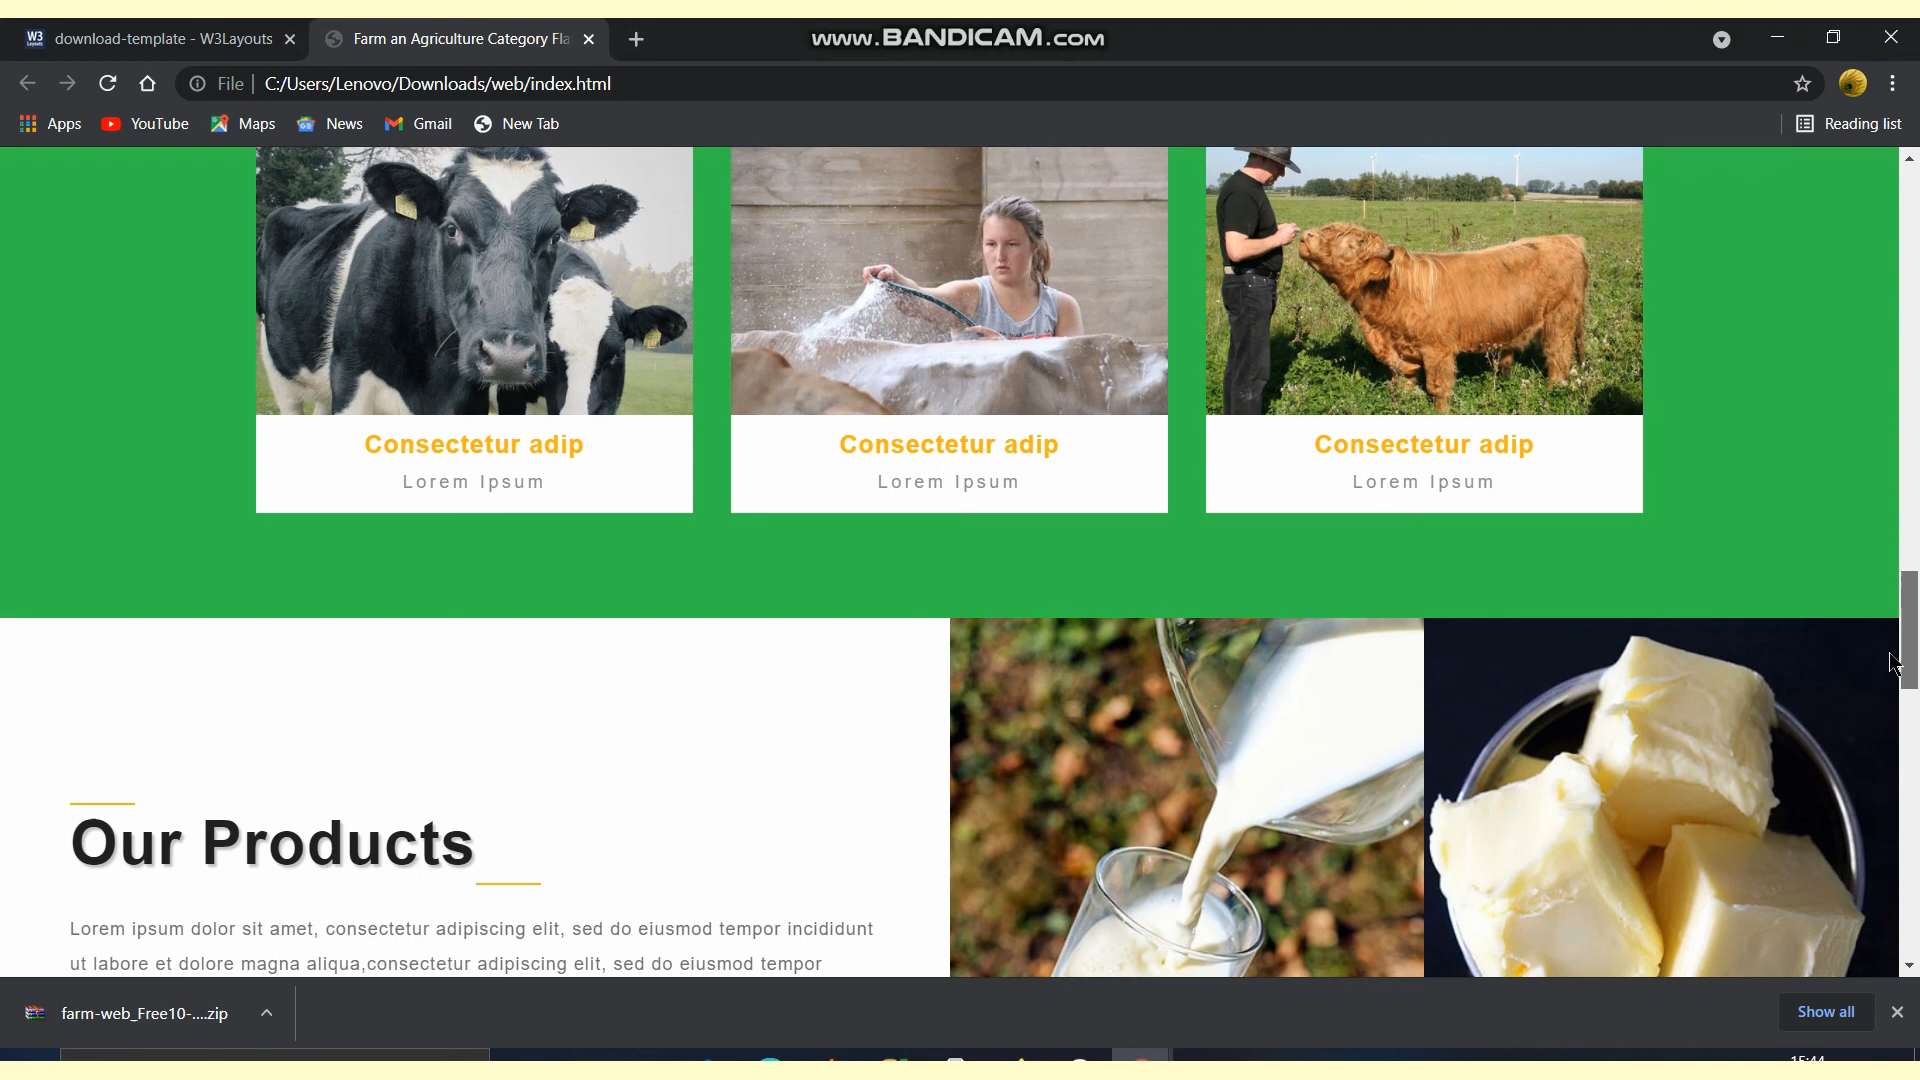 W3 Layouts download-template - W3Layouts
Farm an Agriculture Category Fla
www.BANDICAM.com
File C:/Users/Lenovo/Downloads/web/index.html
Apps YouTube Maps News Gmail New Tab Reading list
Consectetur adip Consectetur adip Consectetur adip
Lorem Ipsum Lorem Ipsum Lorem Ipsum
Our Products
Lorem ipsum dolor sit amet, consectetur adipiscing elit, sed do eiusmod tempor incididunt
ut labore et dolore magna aliqua,consectetur adipiscing elit, sed do eiusmod tempor
farm-web_Free10-....zip Show all